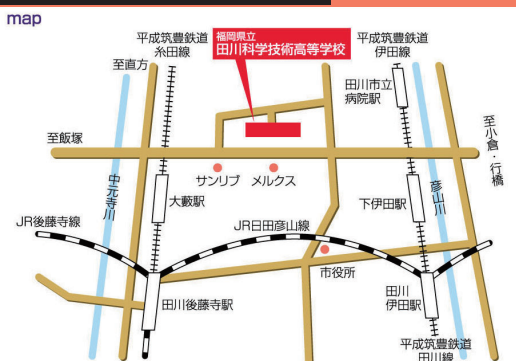 map
平成筑豊鉄道
糸田線
福岡県立
田川科学技術高等学校
平成筑豊鉄道
伊田線
至直方
田川市立
病院駅
至飯塚
至小倉・行橋
サンリブ
メルクス
中元寺川
大藪駅
下伊田駅
彦山川
JR後藤寺線
JR日田彦山線
市役所
田川後藤寺駅
田川
伊田駅
平成筑豊鉄道
田川線